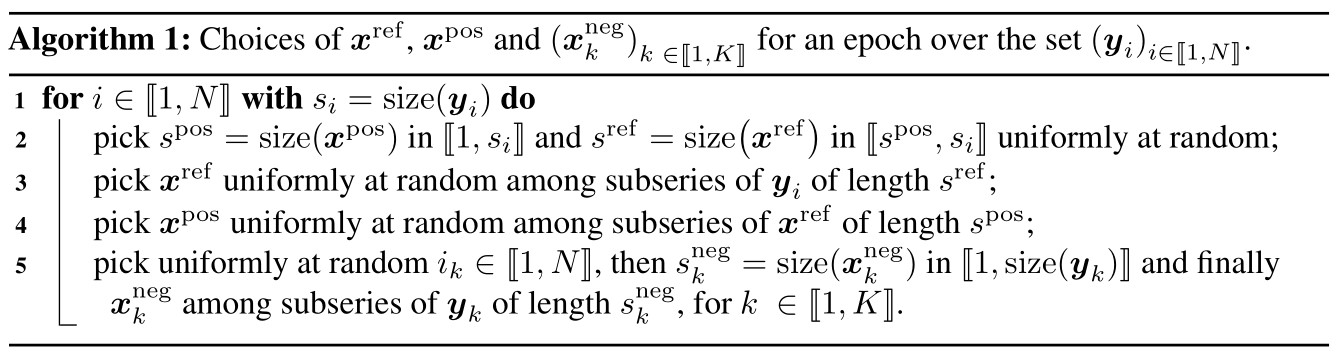 Algorithm 1: Choices of x^ref, x^pos and (x_k^neg)_{k ∈⟦1,K⟧} for an epoch over the set (y_i)_{i∈⟦1,N⟧}.
1 for i ∈ ⟦1, N⟧ with s_i = size(y_i) do
2 pick s^pos = size(x^pos) in ⟦1, s_i⟧ and s^ref = size(x^ref) in ⟦s^pos, s_i⟧ uniformly at random;
3 pick x^ref uniformly at random among subseries of y_i of length s^ref;
4 pick x^pos uniformly at random among subseries of x^ref of length s^pos;
5 pick uniformly at random i_k ∈ ⟦1, N⟧, then s_k^neg = size(x_k^neg) in ⟦1, size(y_k)⟧ and finally
x_k^neg among subseries of y_k of length s_k^neg, for k ∈ ⟦1, K⟧.